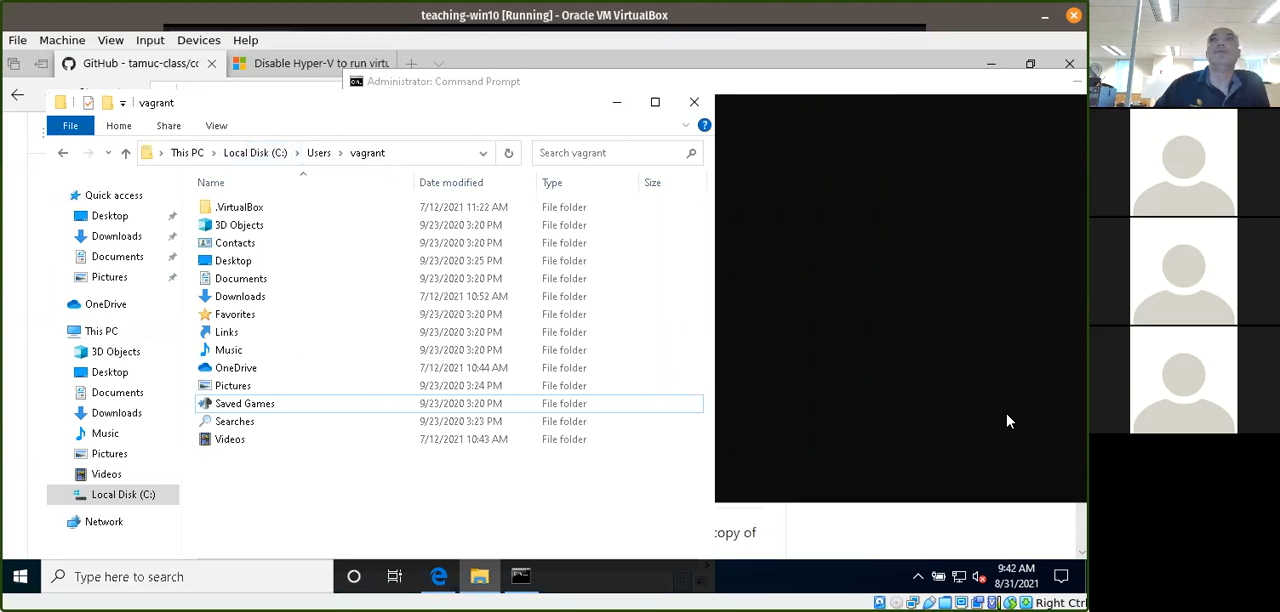 teaching-win10 [Running] - Oracle VM VirtualBox
File Machine View Input Devices Help
GitHub - tamuc-class/cc
Disable Hyper-V to run virtu
Administrator: Command Prompt
vagrant
File Home Share View
This PC > Local Disk (C:) > Users > vagrant
Search vagrant
Name Date modified Type Size
Quick access
Desktop
Downloads
Documents
Pictures
OneDrive
This PC
3D Objects
Desktop
Documents
Downloads
Music
Pictures
Videos
Local Disk (C:)
Network
.VirtualBox 7/12/2021 11:22 AM File folder
3D Objects 9/23/2020 3:20 PM File folder
Contacts 9/23/2020 3:20 PM File folder
Desktop 9/23/2020 3:25 PM File folder
Documents 9/23/2020 3:20 PM File folder
Downloads 7/12/2021 10:52 AM File folder
Favorites 9/23/2020 3:20 PM File folder
Links 9/23/2020 3:20 PM File folder
Music 9/23/2020 3:20 PM File folder
OneDrive 7/12/2021 10:44 AM File folder
Pictures 9/23/2020 3:24 PM File folder
Saved Games 9/23/2020 3:20 PM File folder
Searches 9/23/2020 3:23 PM File folder
Videos 7/12/2021 10:43 AM File folder
copy of
Type here to search
9:42 AM
8/31/2021
Right Ctrl